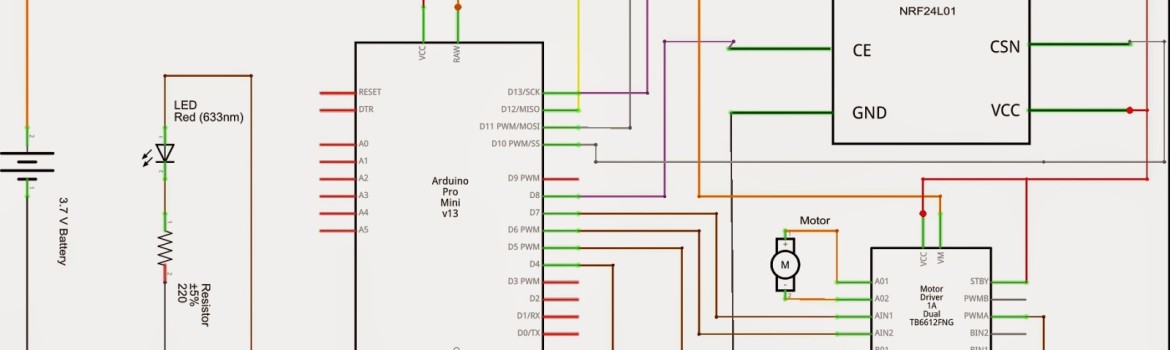 NRF24L01
CE
CSN
GND
VCC
LED
Red (633nm)
3.7 V Battery
Resistor
±5%
220
VCC
RAW
RESET
DTR
A0
A1
A2
A3
A4
A5
Arduino
Pro
Mini
v13
D13/SCK
D12/MISO
D11 PWM/MOSI
D10 PWM/SS
D9 PWM
D8
D7
D6 PWM
D5 PWM
D4
D3 PWM
D2
D1/RX
D0/TX
Motor
M
VCC
VM
A01
A02
AIN1
AIN2
Motor
Driver
1A
Dual
TB6612FNG
STBY
PWMB
PWMA
BIN2